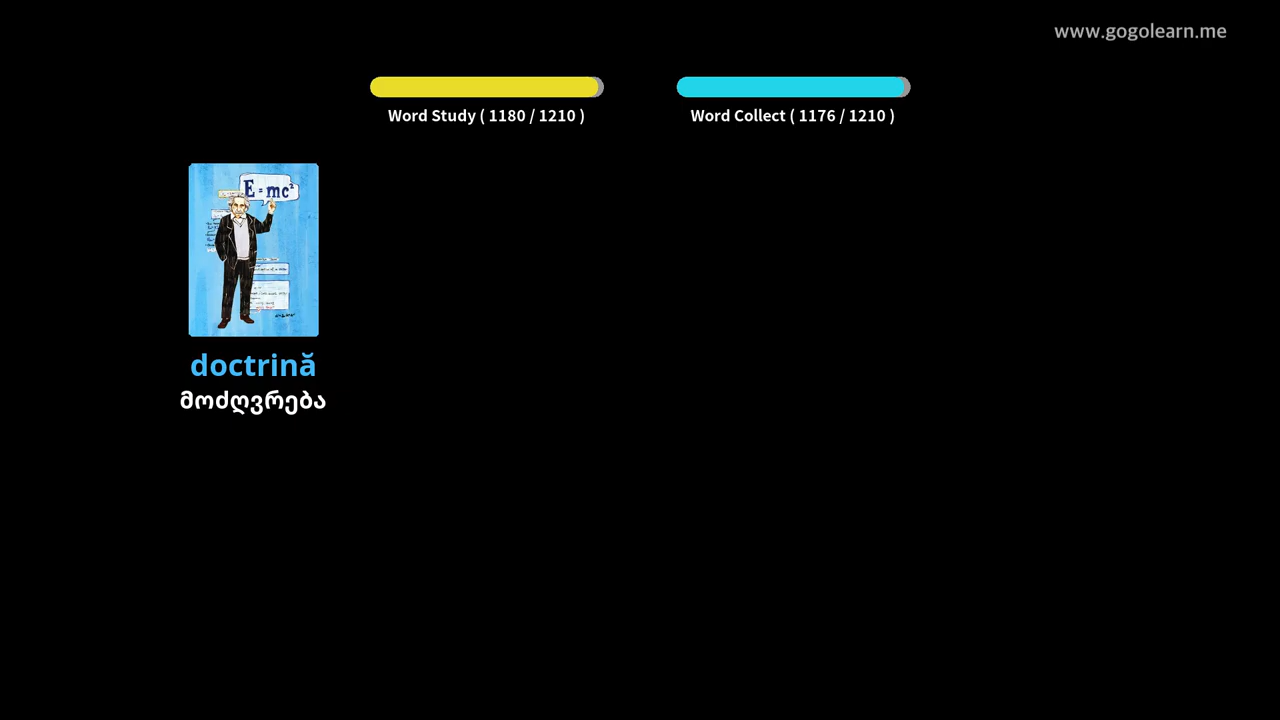 www.gogolearn.me
Word Study ( 1180 / 1210 )
Word Collect ( 1176 / 1210 )
E = mc²
doctrină
მოძღვრება